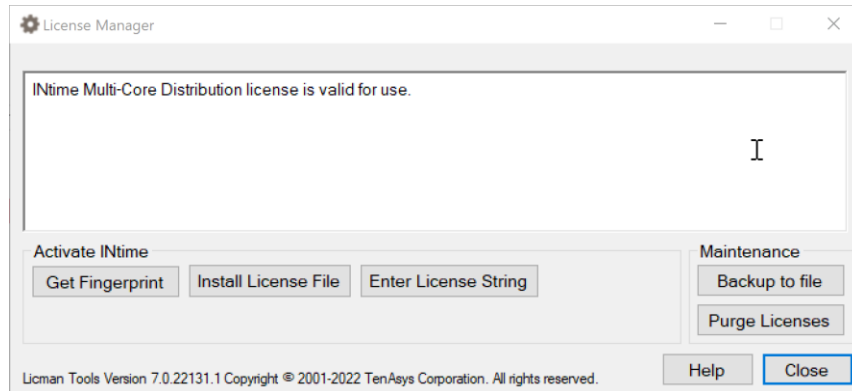 License Manager
INtime Multi-Core Distribution license is valid for use.
Activate INtime
Get Fingerprint
Install License File
Enter License String
Maintenance
Backup to file
Purge Licenses
Licman Tools Version 7.0.22131.1 Copyright © 2001-2022 TenAsys Corporation. All rights reserved.
Help
Close